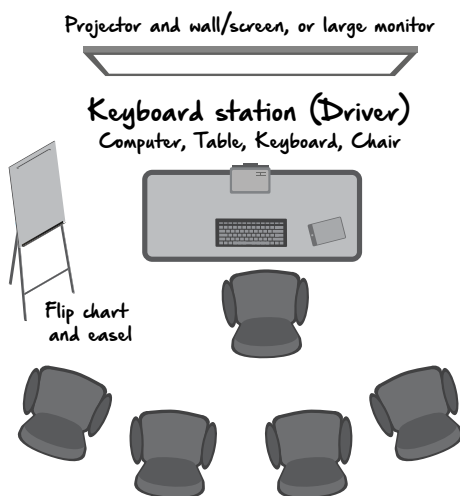 Projector and wall/screen, or large monitor
Keyboard station (Driver)
Computer, Table, Keyboard, Chair
Flip chart
and easel